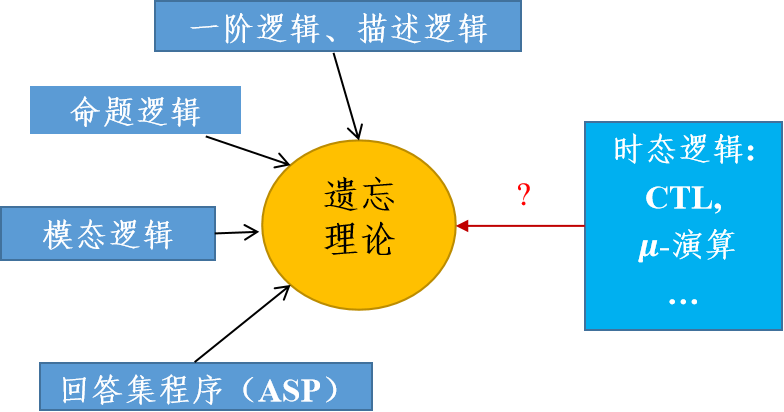 一阶逻辑、描述逻辑
命题逻辑
模态逻辑
回答集程序（ASP）
遗忘
理论
?
时态逻辑:
CTL,
μ-演算
…